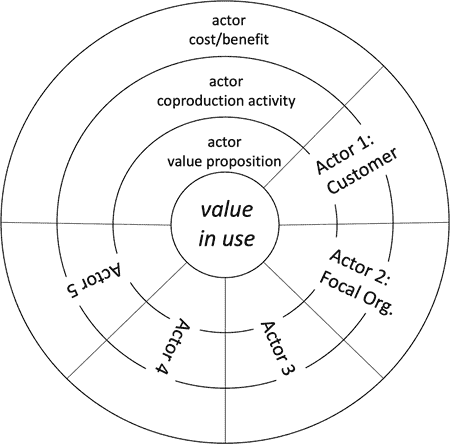 actor
cost/benefit
actor
coproduction activity
actor
value proposition
value
in use
Actor 1:
Customer
Actor 2:
Focal Org.
Actor 3
Actor 4
Actor 5